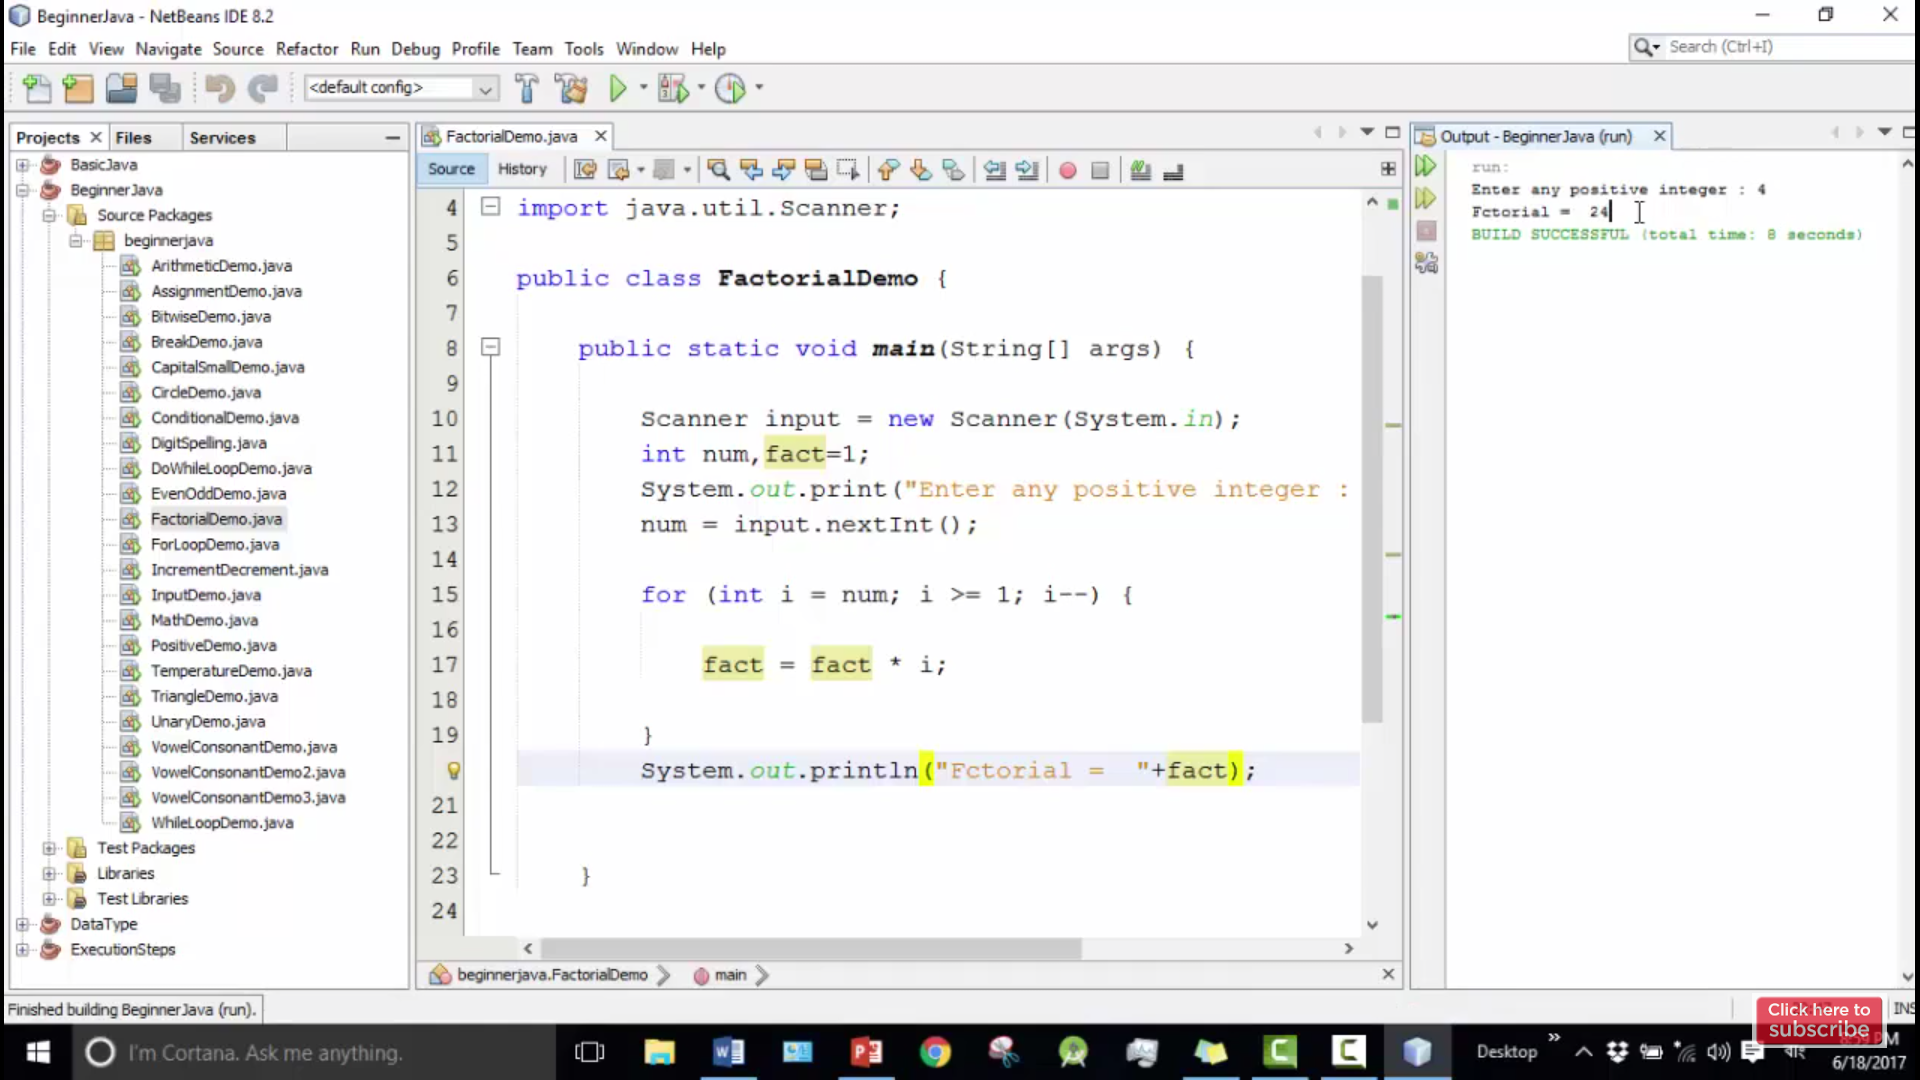 BeginnerJava - NetBeans IDE 8.2
File Edit View Navigate Source Refactor Run Debug Profile Team Tools Window Help
Search (Ctrl+I)
<default config>
Projects Files Services
BasicJava
BeginnerJava
Source Packages
beginnerjava
ArithmeticDemo.java
AssignmentDemo.java
BitwiseDemo.java
BreakDemo.java
CapitalSmallDemo.java
CircleDemo.java
ConditionalDemo.java
DigitSpelling.java
DoWhileLoopDemo.java
EvenOddDemo.java
FactorialDemo.java
ForLoopDemo.java
IncrementDecrement.java
InputDemo.java
MathDemo.java
PositiveDemo.java
TemperatureDemo.java
TriangleDemo.java
UnaryDemo.java
VowelConsonantDemo.java
VowelConsonantDemo2.java
VowelConsonantDemo3.java
WhileLoopDemo.java
Test Packages
Libraries
Test Libraries
DataType
ExecutionSteps
FactorialDemo.java
Source History
4 import java.util.Scanner;
5
6 public class FactorialDemo {
7
8 public static void main(String[] args) {
9
10 Scanner input = new Scanner(System.in);
11 int num,fact=1;
12 System.out.print("Enter any positive integer :
13 num = input.nextInt();
14
15 for (int i = num; i >= 1; i--) {
16
17 fact = fact * i;
18
19 }
System.out.println("Fctorial =  "+fact);
21
22
23 }
24
beginnerjava.FactorialDemo main
Output - BeginnerJava (run)
run:
Enter any positive integer : 4
Fctorial =  24
BUILD SUCCESSFUL (total time: 8 seconds)
Finished building BeginnerJava (run).
INS
Click here to
subscribe
I'm Cortana. Ask me anything.
Desktop
বাং
6/18/2017